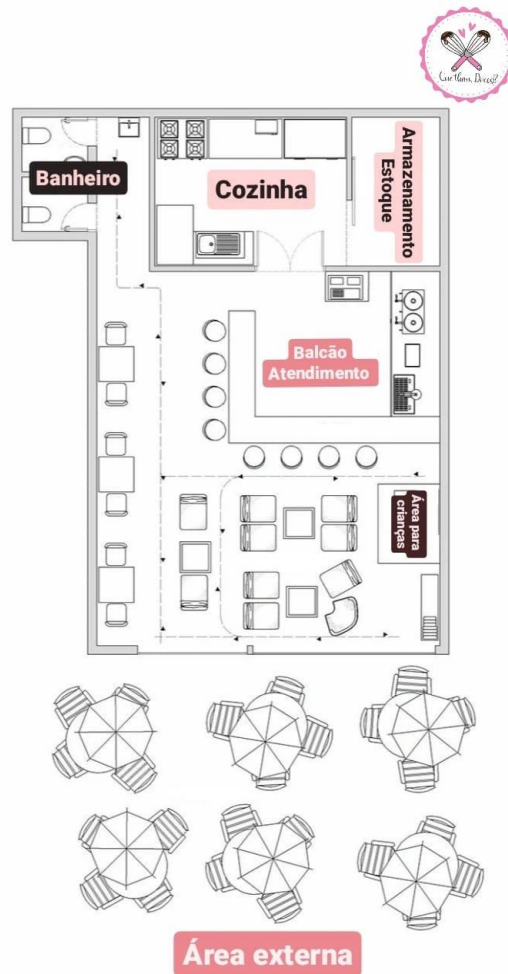 Banheiro
Cozinha
Armazenamento
Estoque
Balcão
Atendimento
Área para
crianças
Área externa